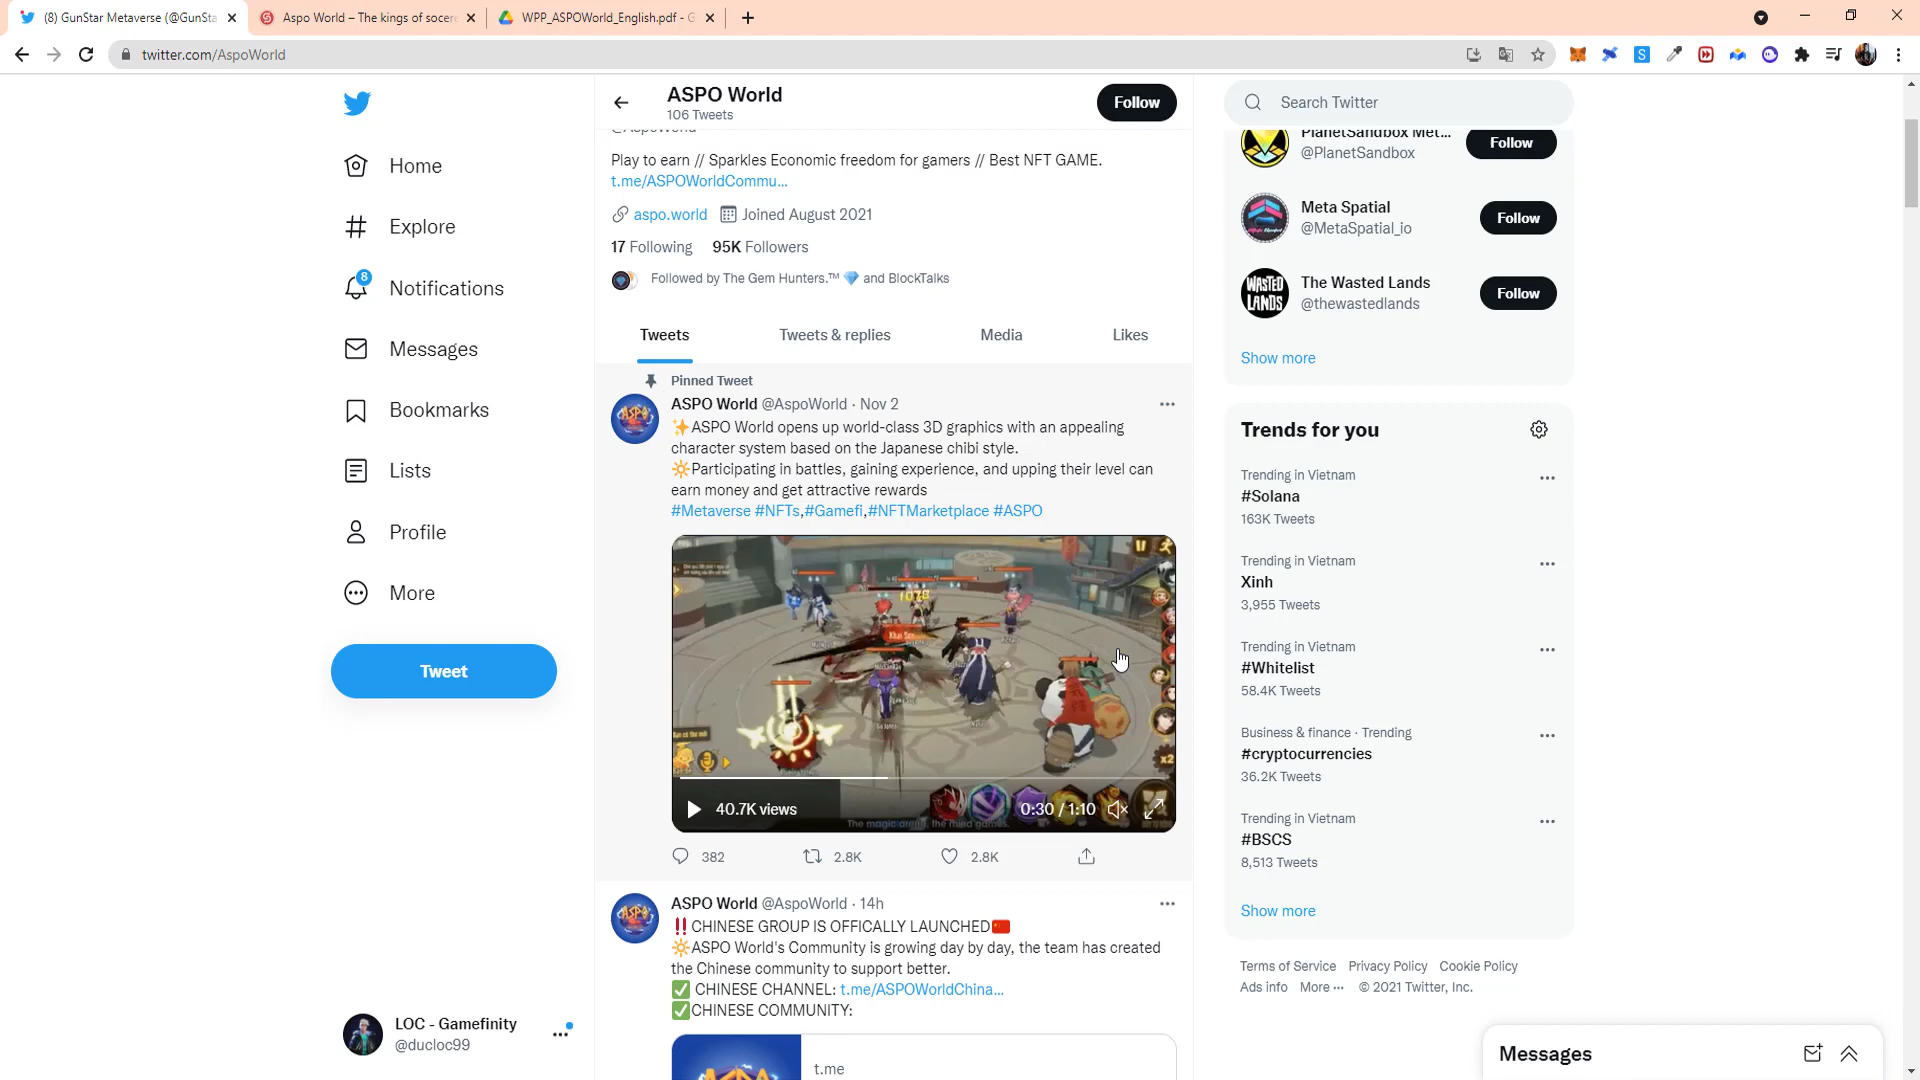 (8) GunStar Metaverse (@GunSta
Aspo World – The kings of socere
WPP_ASPOWorld_English.pdf - G
twitter.com/AspoWorld
Home
Explore
8
Notifications
Messages
Bookmarks
Lists
Profile
More
Tweet
LOC - Gamefinity
@ducloc99
ASPO World
106 Tweets
Follow
@AspoWorld
Play to earn // Sparkles Economic freedom for gamers // Best NFT GAME.
t.me/ASPOWorldCommu...
aspo.world Joined August 2021
17 Following 95K Followers
Followed by The Gem Hunters.™ 💎 and BlockTalks
Tweets Tweets & replies Media Likes
Pinned Tweet
ASPO World @AspoWorld · Nov 2
✨ASPO World opens up world-class 3D graphics with an appealing
character system based on the Japanese chibi style.
🔆Participating in battles, gaining experience, and upping their level can
earn money and get attractive rewards
#Metaverse #NFTs,#Gamefi,#NFTMarketplace #ASPO
1078
x2
40.7K views
0:30 / 1:10
The magic arena, the mind games
382 2.8K 2.8K
ASPO World @AspoWorld · 14h
‼️CHINESE GROUP IS OFFICALLY LAUNCHED🇨🇳
🔆ASPO World's Community is growing day by day, the team has created
the Chinese community to support better.
✅ CHINESE CHANNEL: t.me/ASPOWorldChina...
✅CHINESE COMMUNITY:
t.me
Search Twitter
PlanetSandbox Met...
@PlanetSandbox
Follow
Meta Spatial
@MetaSpatial_io
Follow
WASTED
LANDS
The Wasted Lands
@thewastedlands
Follow
Show more
Trends for you
Trending in Vietnam
#Solana
163K Tweets
Trending in Vietnam
Xinh
3,955 Tweets
Trending in Vietnam
#Whitelist
58.4K Tweets
Business & finance · Trending
#cryptocurrencies
36.2K Tweets
Trending in Vietnam
#BSCS
8,513 Tweets
Show more
Terms of Service Privacy Policy Cookie Policy
Ads info More ··· © 2021 Twitter, Inc.
Messages